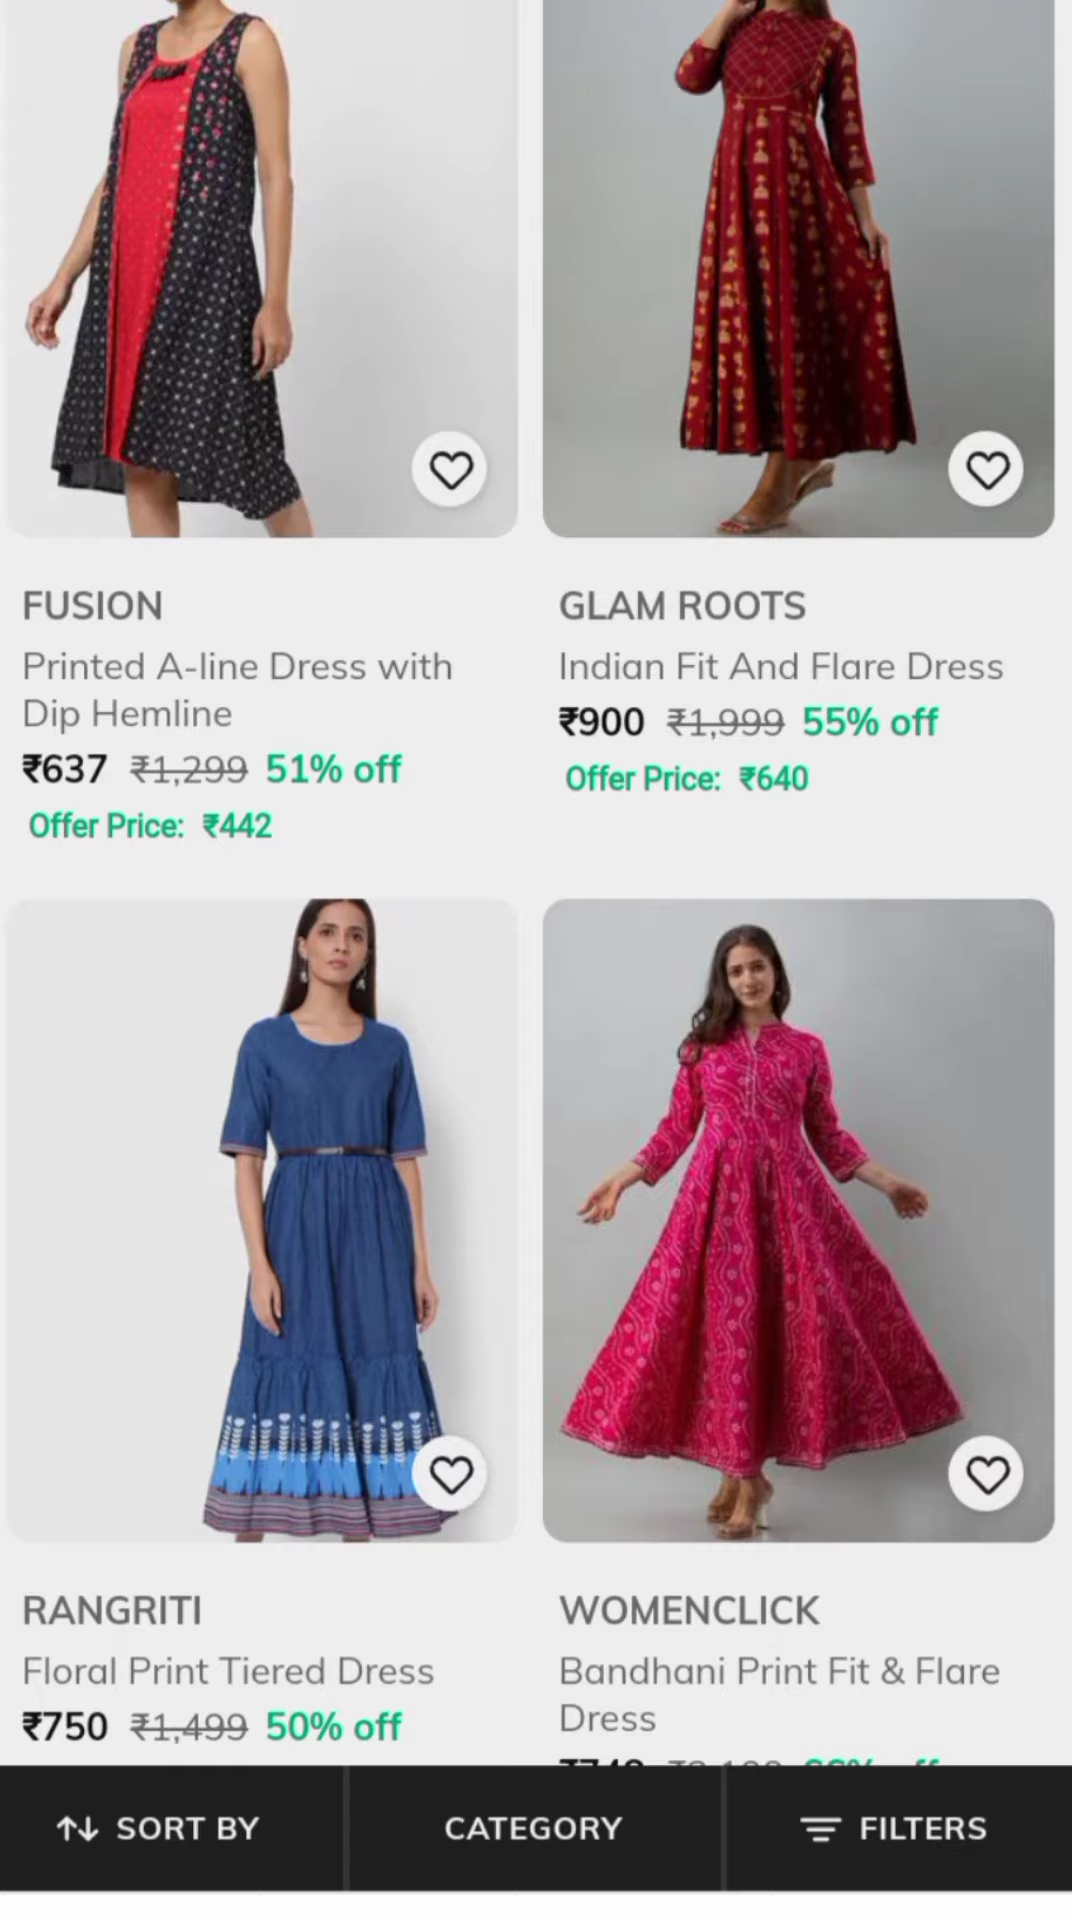 FUSION
Printed A-line Dress with
Dip Hemline
₹637 ₹1,299 51% off
Offer Price: ₹442
GLAM ROOTS
Indian Fit And Flare Dress
₹900 ₹1,999 55% off
Offer Price: ₹640
RANGRITI
Floral Print Tiered Dress
₹750 ₹1,499 50% off
WOMENCLICK
Bandhani Print Fit & Flare
Dress
SORT BY
CATEGORY
FILTERS